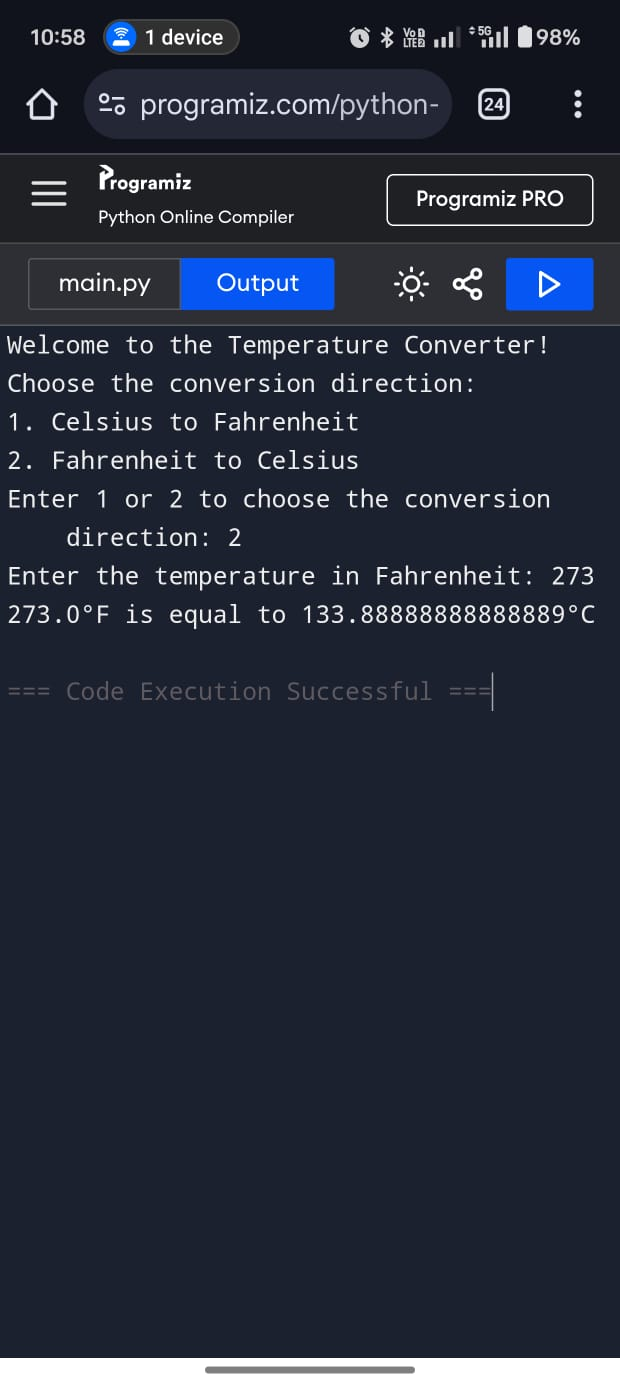 10:58 1 device VoD LTE2 5G 98%
programiz.com/python- 24
Programiz
Python Online Compiler
Programiz PRO
main.py Output
Welcome to the Temperature Converter!
Choose the conversion direction:
1. Celsius to Fahrenheit
2. Fahrenheit to Celsius
Enter 1 or 2 to choose the conversion
direction: 2
Enter the temperature in Fahrenheit: 273
273.0°F is equal to 133.88888888888889°C
=== Code Execution Successful ===